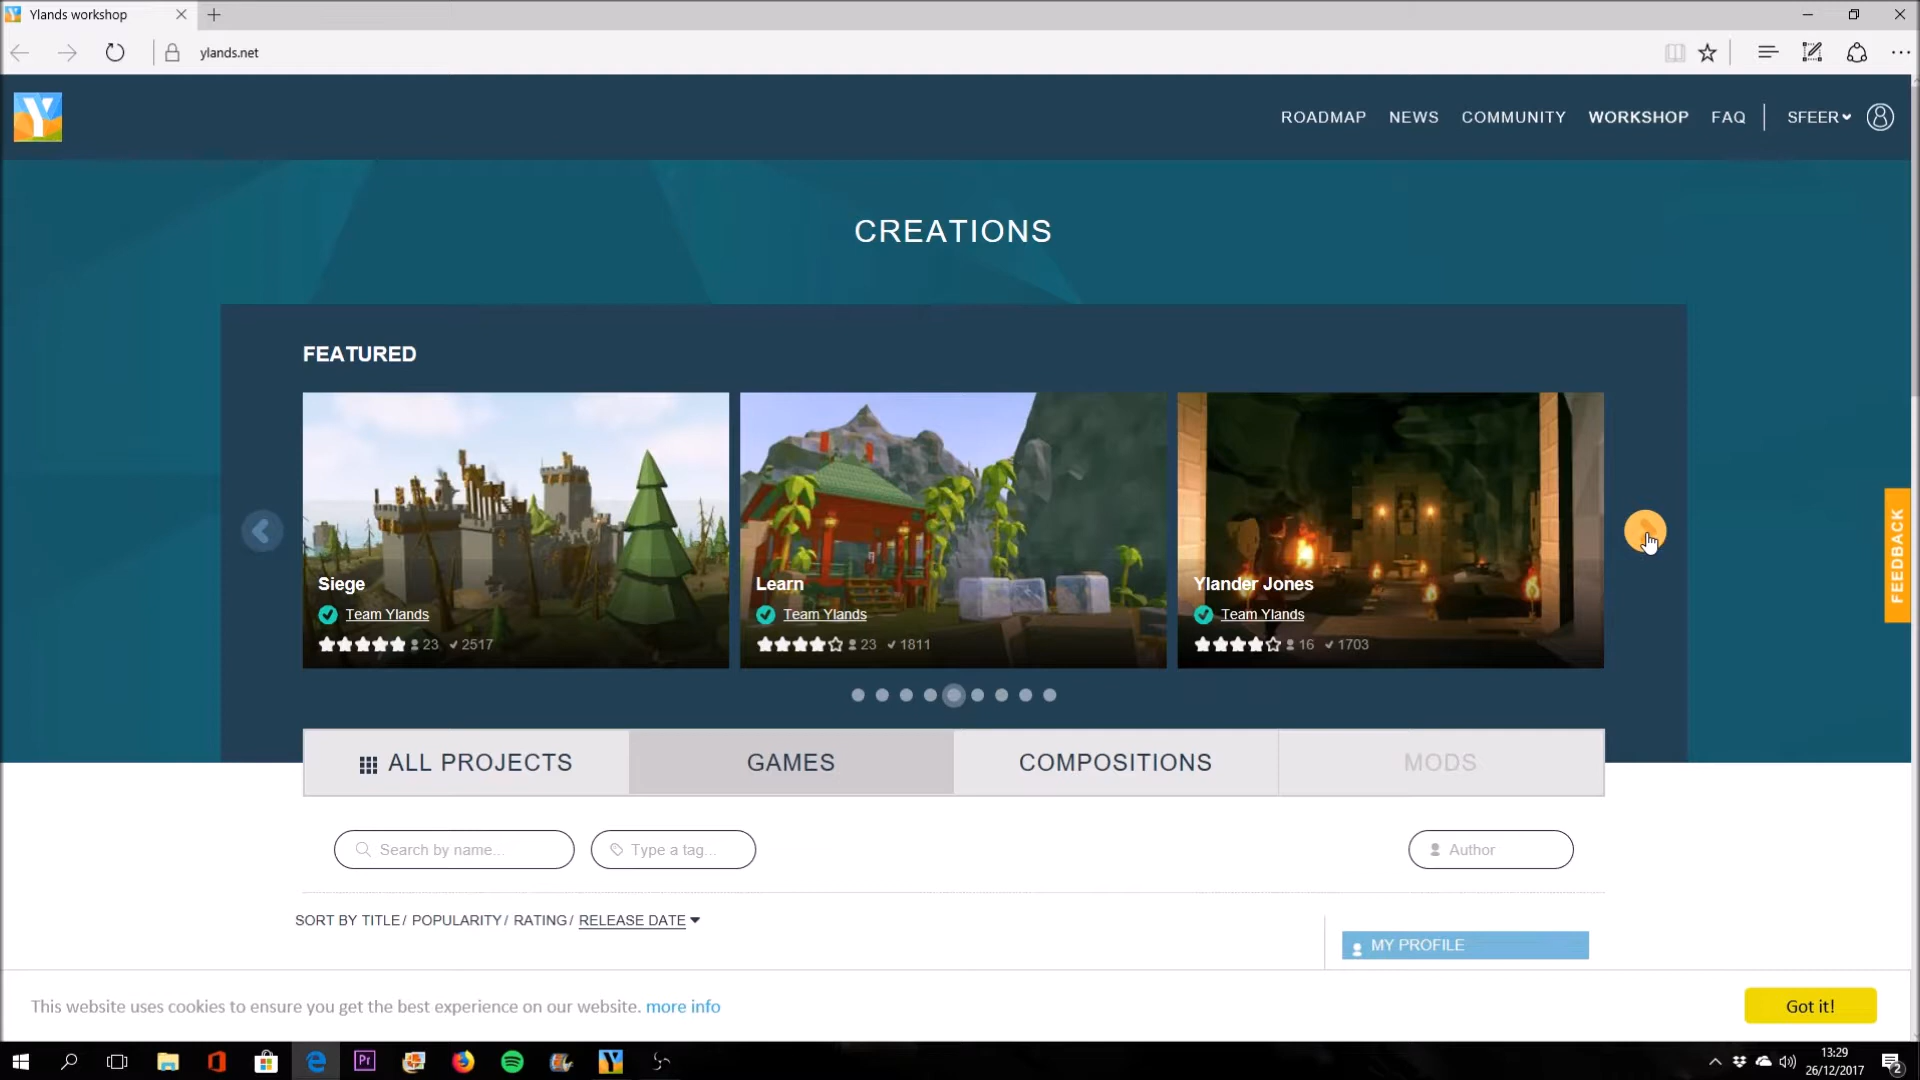 Ylands workshop
ylands.net
ROADMAP NEWS COMMUNITY WORKSHOP FAQ SFEER
CREATIONS
FEATURED
Siege
Team Ylands
23 2517
Learn
Team Ylands
23 1811
Ylander Jones
Team Ylands
16 1703
FEEDBACK
ALL PROJECTS GAMES COMPOSITIONS MODS
Search by name... Type a tag... Author
SORT BY TITLE/ POPULARITY/ RATING/ RELEASE DATE
MY PROFILE
This website uses cookies to ensure you get the best experience on our website. more info Got it!
Pr
13:29
26/12/2017
2